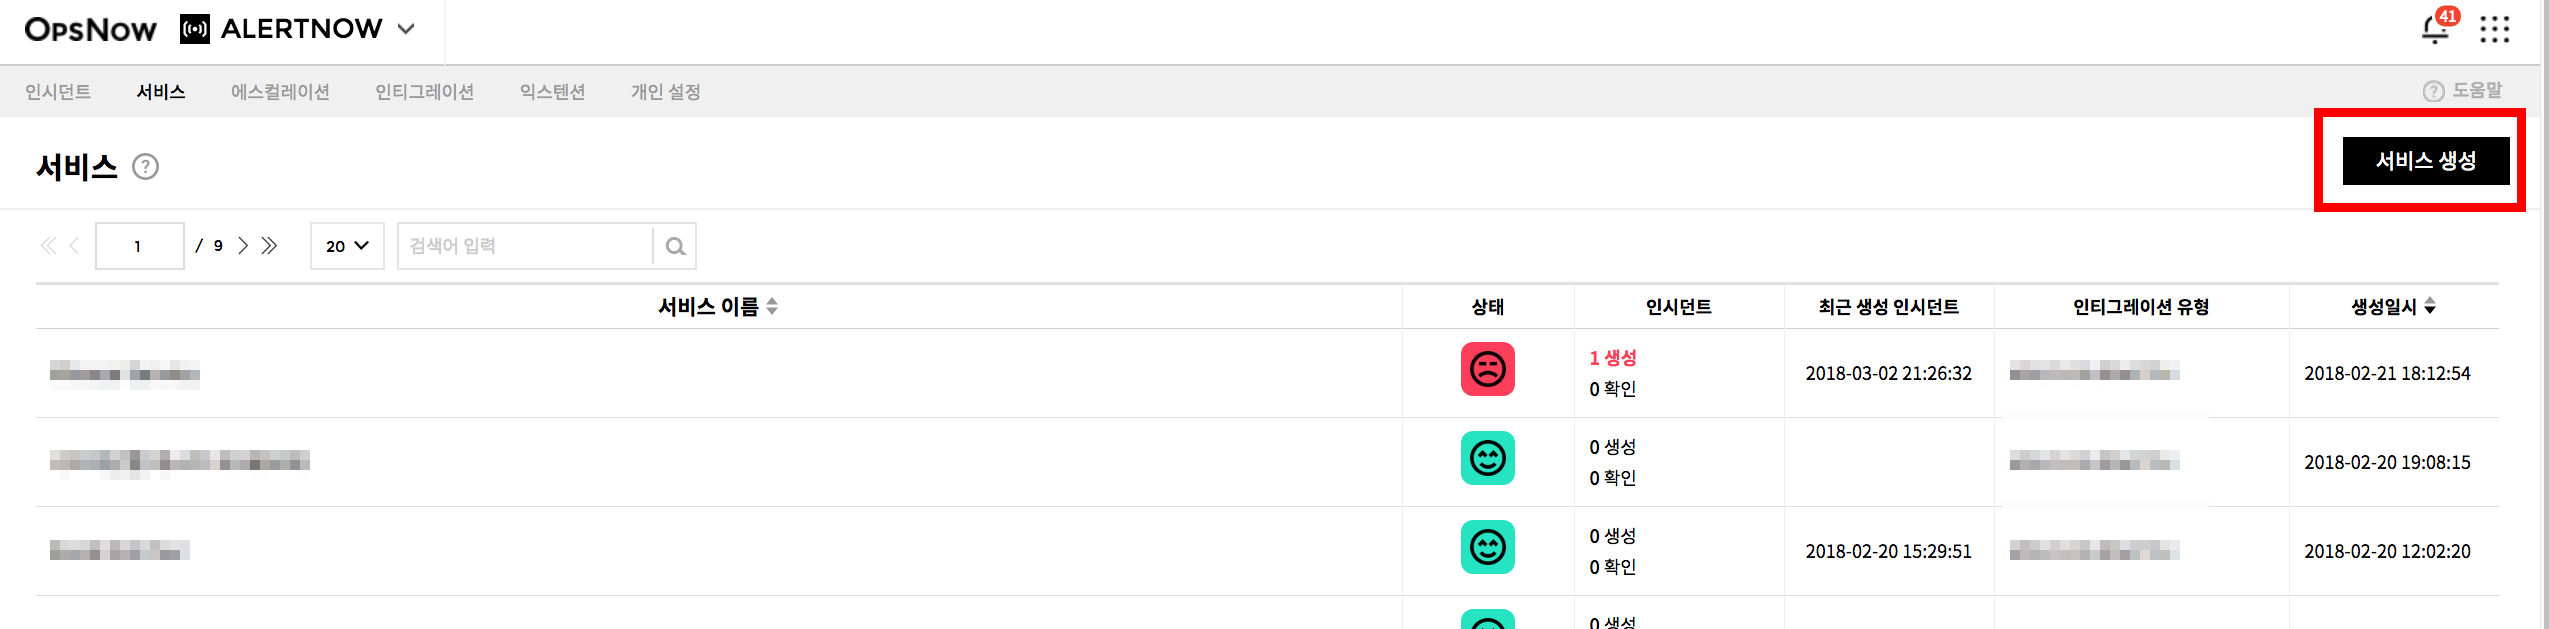 OpsNow ALERTNOW 41
인시던트 서비스 에스컬레이션 인티그레이션 익스텐션 개인 설정 ? 도움말
서비스 ? 서비스 생성
1 / 9 20 검색어 입력
서비스 이름 상태 인시던트 최근 생성 인시던트 인티그레이션 유형 생성일시
1 생성
0 확인
2018-03-02 21:26:32 2018-02-21 18:12:54
0 생성
0 확인
2018-02-20 19:08:15
0 생성
0 확인
2018-02-20 15:29:51 2018-02-20 12:02:20
0 생성